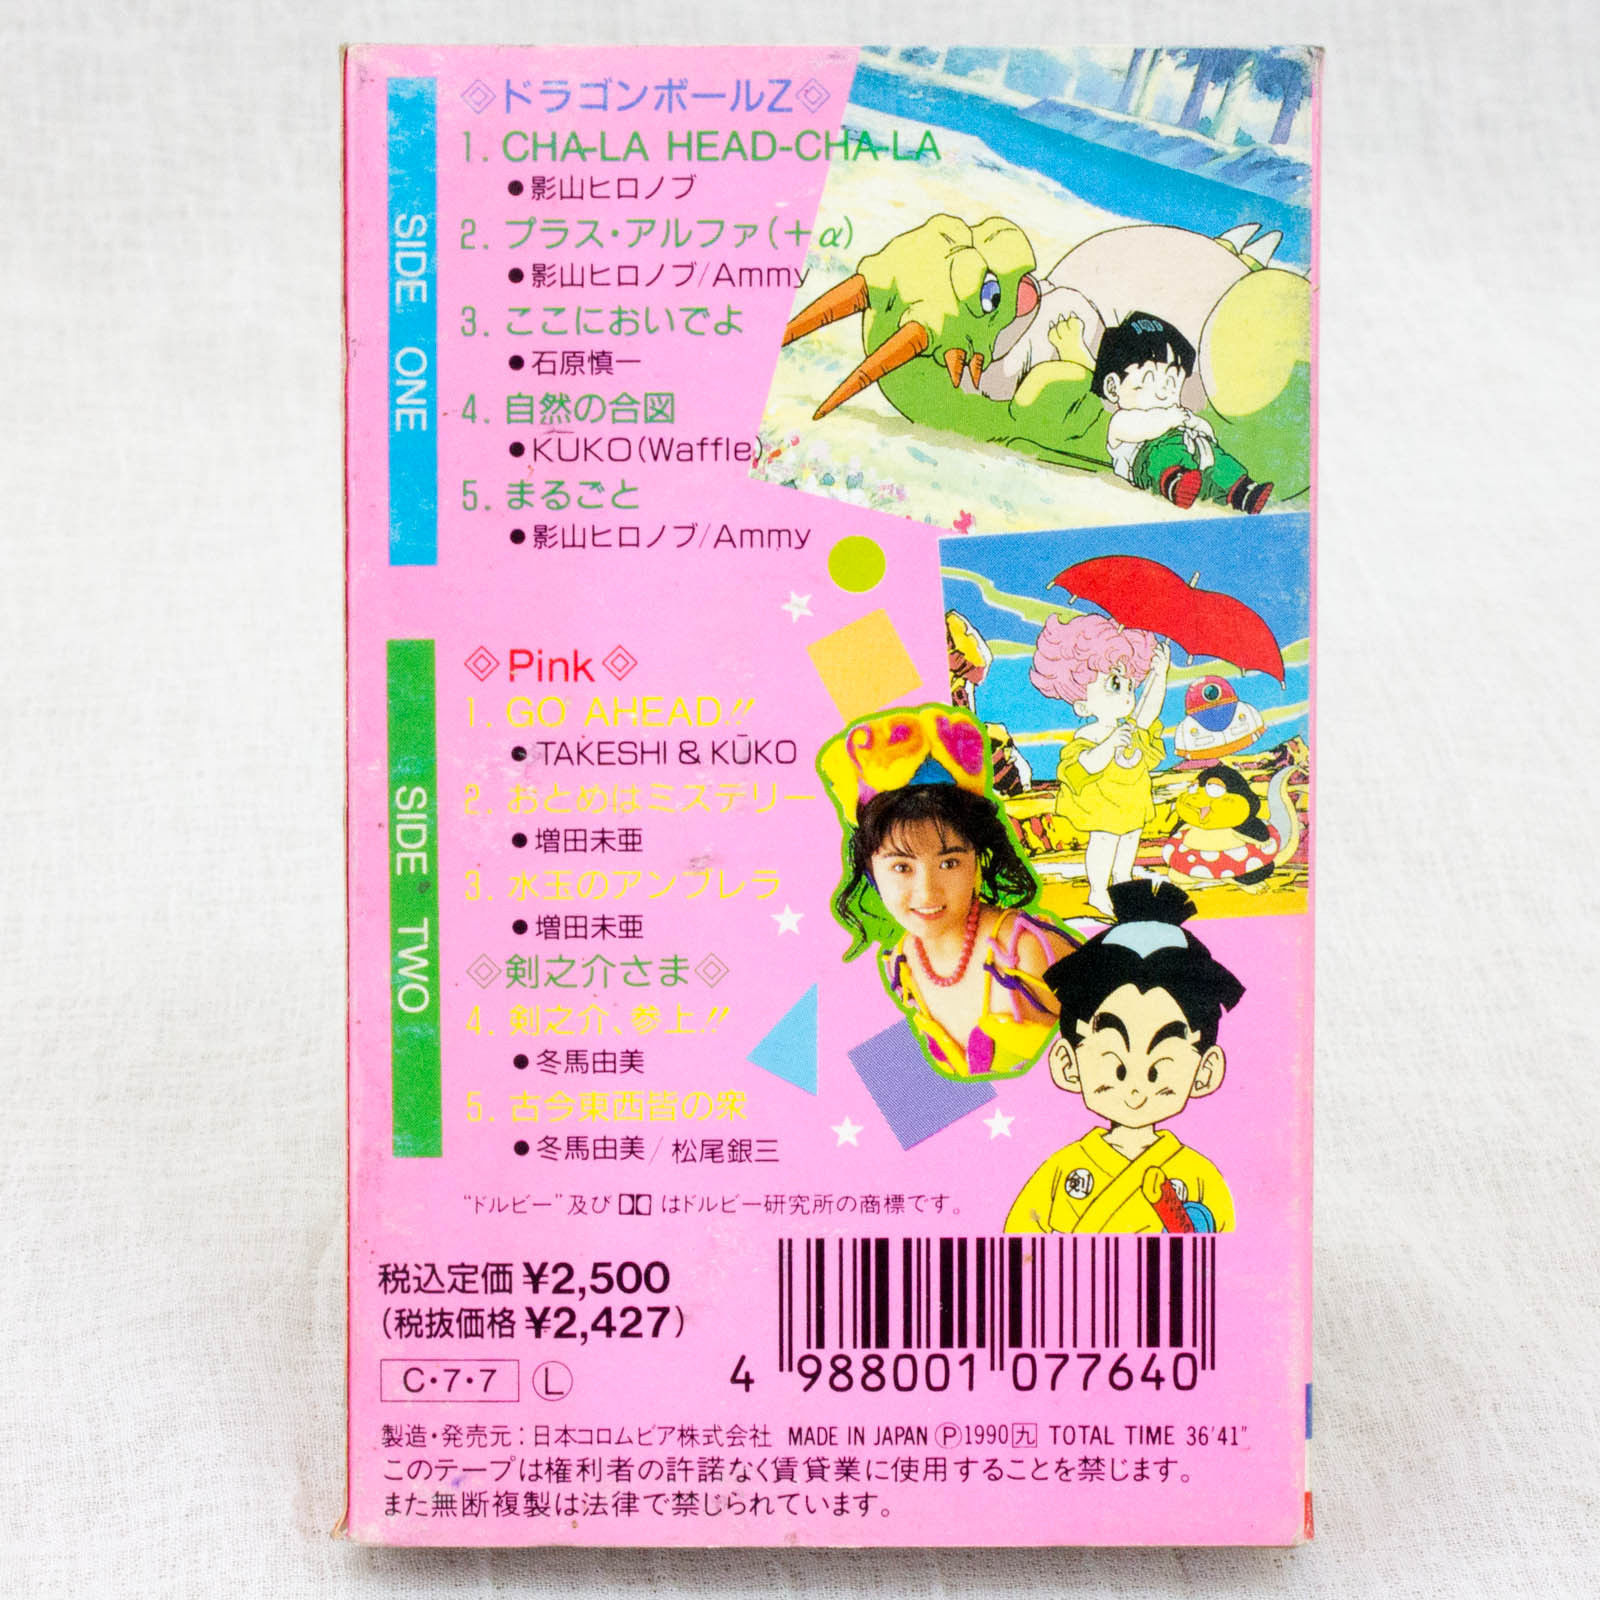 SIDE ONE
◇ドラゴンボールZ◇
1. CHA-LA HEAD-CHA-LA
●影山ヒロノブ
2. プラス・アルファ(+α)
●影山ヒロノブ/Ammy
3. ここにおいでよ
●石原慎一
4. 自然の合図
●KŪKO(Waffle)
5. まるごと
●影山ヒロノブ/Ammy
SIDE TWO
◇Pink◇
1. GO AHEAD!!
●TAKESHI & KŪKO
2. おとめはミステリー
●増田未亜
3. 水玉のアンブレラ
●増田未亜
◇剣之介さま◇
4. 剣之介、参上!!
●冬馬由美
5. 古今東西皆の衆
●冬馬由美/松尾銀三
剣
“ドルビー”及びはドルビー研究所の商標です。
税込定価¥2,500
(税抜価格¥2,427)
C・7・7 Ⓛ
4 988001 077640
製造・発売元:日本コロムビア株式会社 MADE IN JAPAN Ⓟ1990九 TOTAL TIME 36'41"
このテープは権利者の許諾なく賃貸業に使用することを禁じます。
また無断複製は法律で禁じられています。